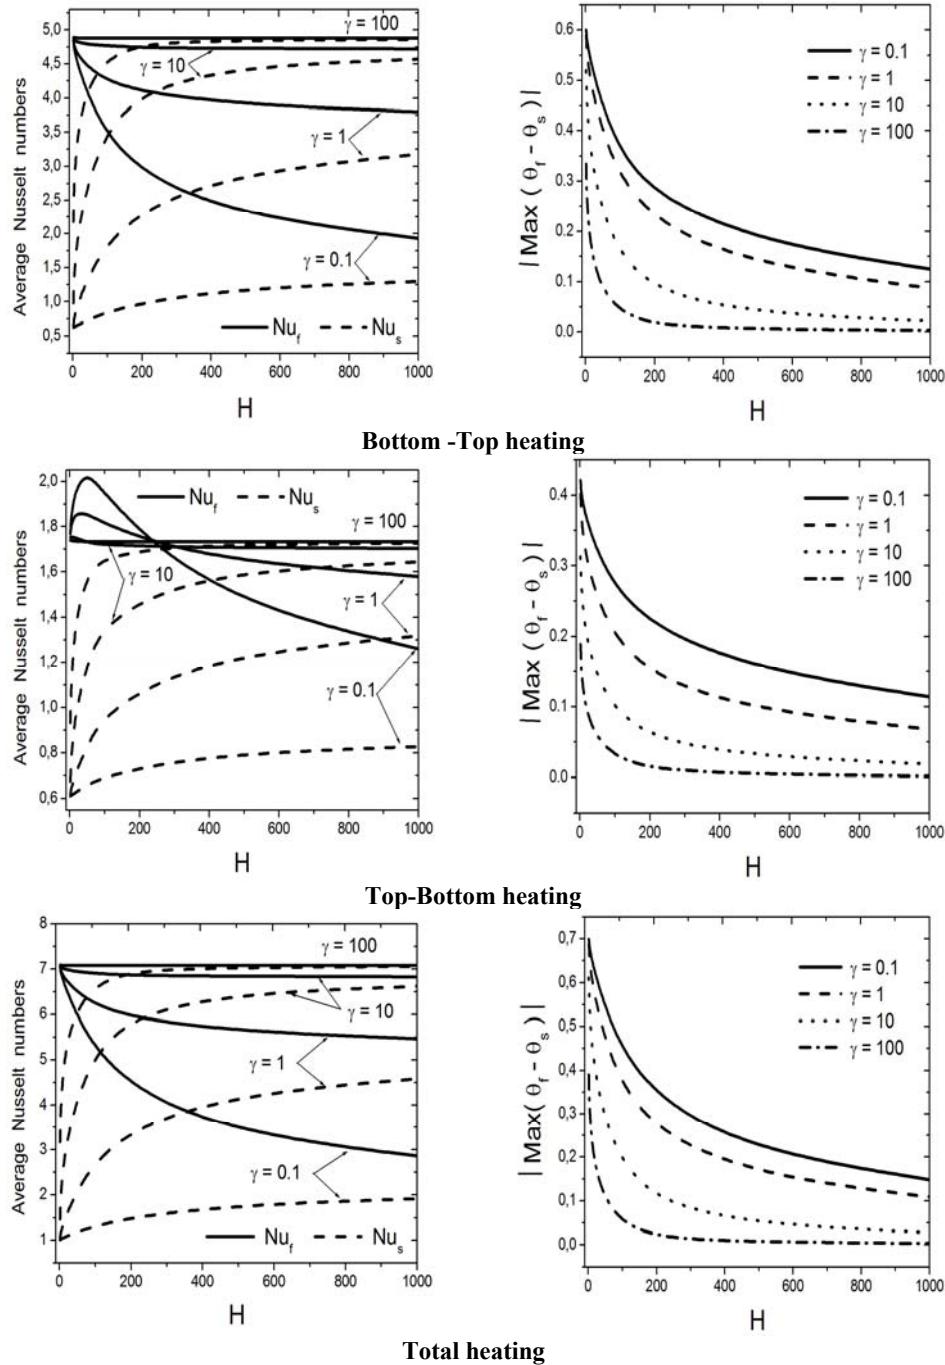 Average Nusselt numbers
5,0
4,5
4,0
3,5
3,0
2,5
2,0
1,5
1,0
0,5
γ = 100
γ = 10
γ = 1
γ = 0.1
Nuf Nus
0 200 400 600 800 1000
H
| Max ( θf - θs ) |
0.6
0.5
0.4
0.3
0.2
0.1
0.0
γ = 0.1
γ = 1
γ = 10
γ = 100
0 200 400 600 800 1000
H
Bottom -Top heating
Average Nusselt numbers
2,0
1,8
1,6
1,4
1,2
1,0
0,8
0,6
Nuf Nus
γ = 100
γ = 10
γ = 1
γ = 0.1
0 200 400 600 800 1000
H
| Max ( θf - θs ) |
0.4
0.3
0.2
0.1
0.0
γ = 0.1
γ = 1
γ = 10
γ = 100
0 200 400 600 800 1000
H
Top-Bottom heating
Average Nusselt numbers
8
7
6
5
4
3
2
1
γ = 100
γ = 10
γ = 1
γ = 0.1
Nuf Nus
0 200 400 600 800 1000
H
| Max( θf - θs ) |
0,7
0,6
0,5
0,4
0,3
0,2
0,1
0,0
γ = 0.1
γ = 1
γ = 10
γ = 100
0 200 400 600 800 1000
H
Total heating